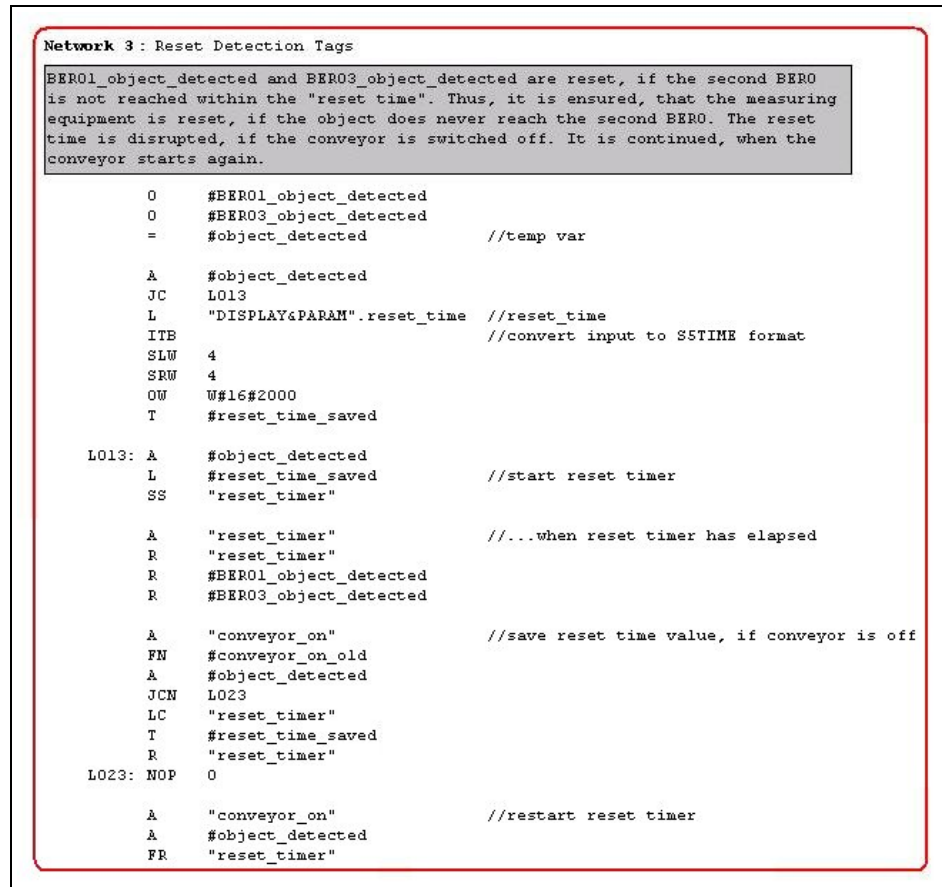 Network 3 : Reset Detection Tags
BERO1_object_detected and BERO3_object_detected are reset, if the second BERO
is not reached within the "reset time". Thus, it is ensured, that the measuring
equipment is reset, if the object does never reach the second BERO. The reset
time is disrupted, if the conveyor is switched off. It is continued, when the
conveyor starts again.
O #BERO1_object_detected
O #BERO3_object_detected
= #object_detected //temp var
A #object_detected
JC L013
L "DISPLAY&PARAM".reset_time //reset_time
ITB //convert input to S5TIME format
SLW 4
SRW 4
OW W#16#2000
T #reset_time_saved
L013: A #object_detected
L #reset_time_saved //start reset timer
SS "reset_timer"
A "reset_timer" //...when reset timer has elapsed
R "reset_timer"
R #BERO1_object_detected
R #BERO3_object_detected
A "conveyor_on" //save reset time value, if conveyor is off
FN #conveyor_on_old
A #object_detected
JCN L023
LC "reset_timer"
T #reset_time_saved
R "reset_timer"
L023: NOP 0
A "conveyor_on" //restart reset timer
A #object_detected
FR "reset_timer"